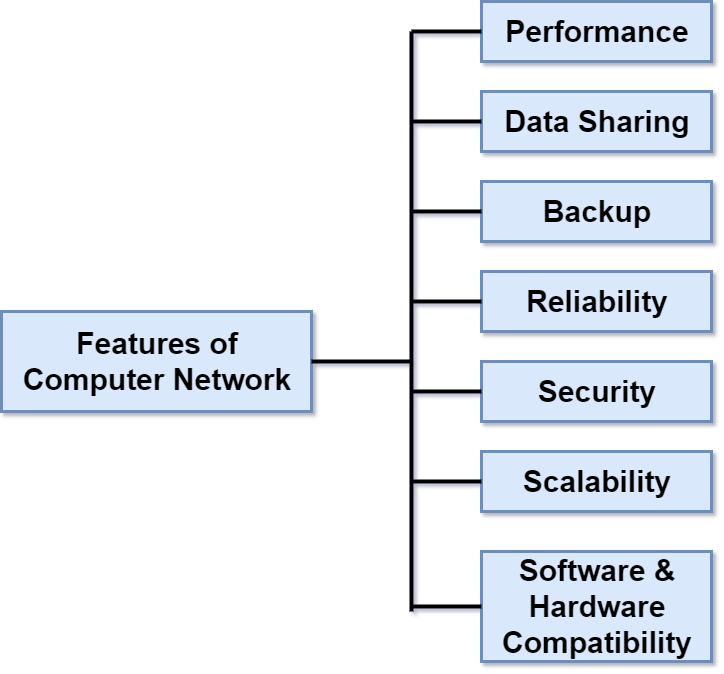 Performance
Data Sharing
Backup
Reliability
Features of
Computer Network
Security
Scalability
Software &
Hardware
Compatibility